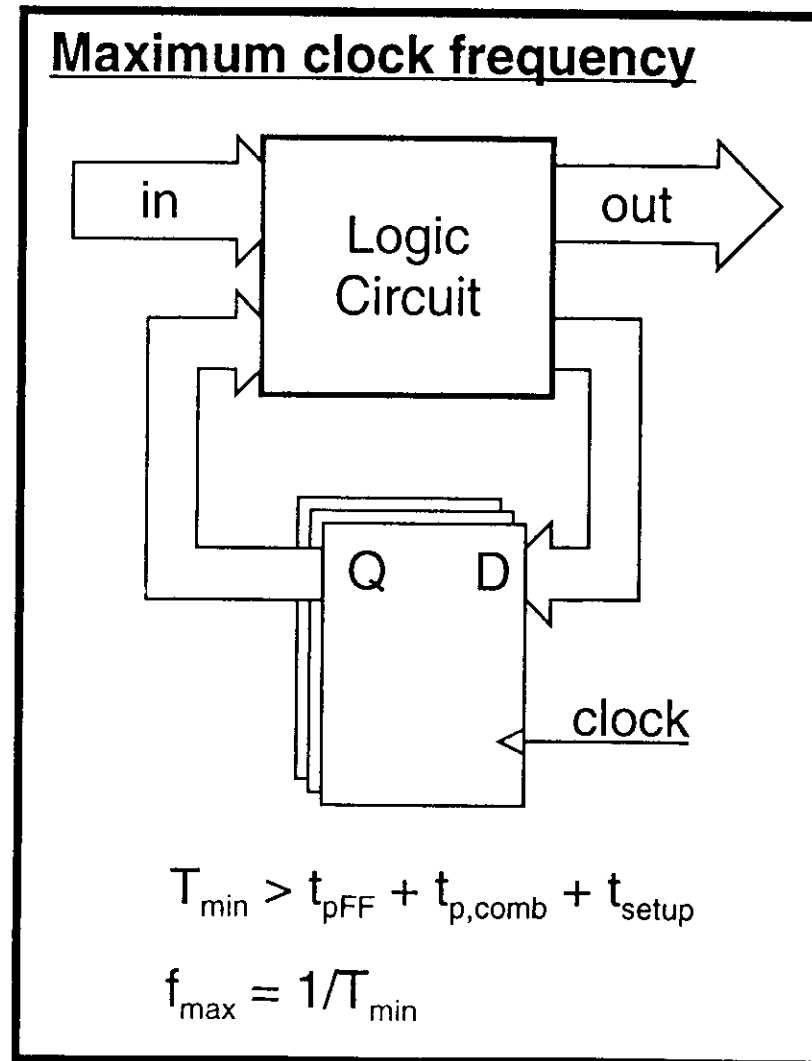 Maximum clock frequency
in
Logic
Circuit
out
Q
D
clock
T_min > t_pFF + t_p,comb + t_setup
f_max = 1/T_min